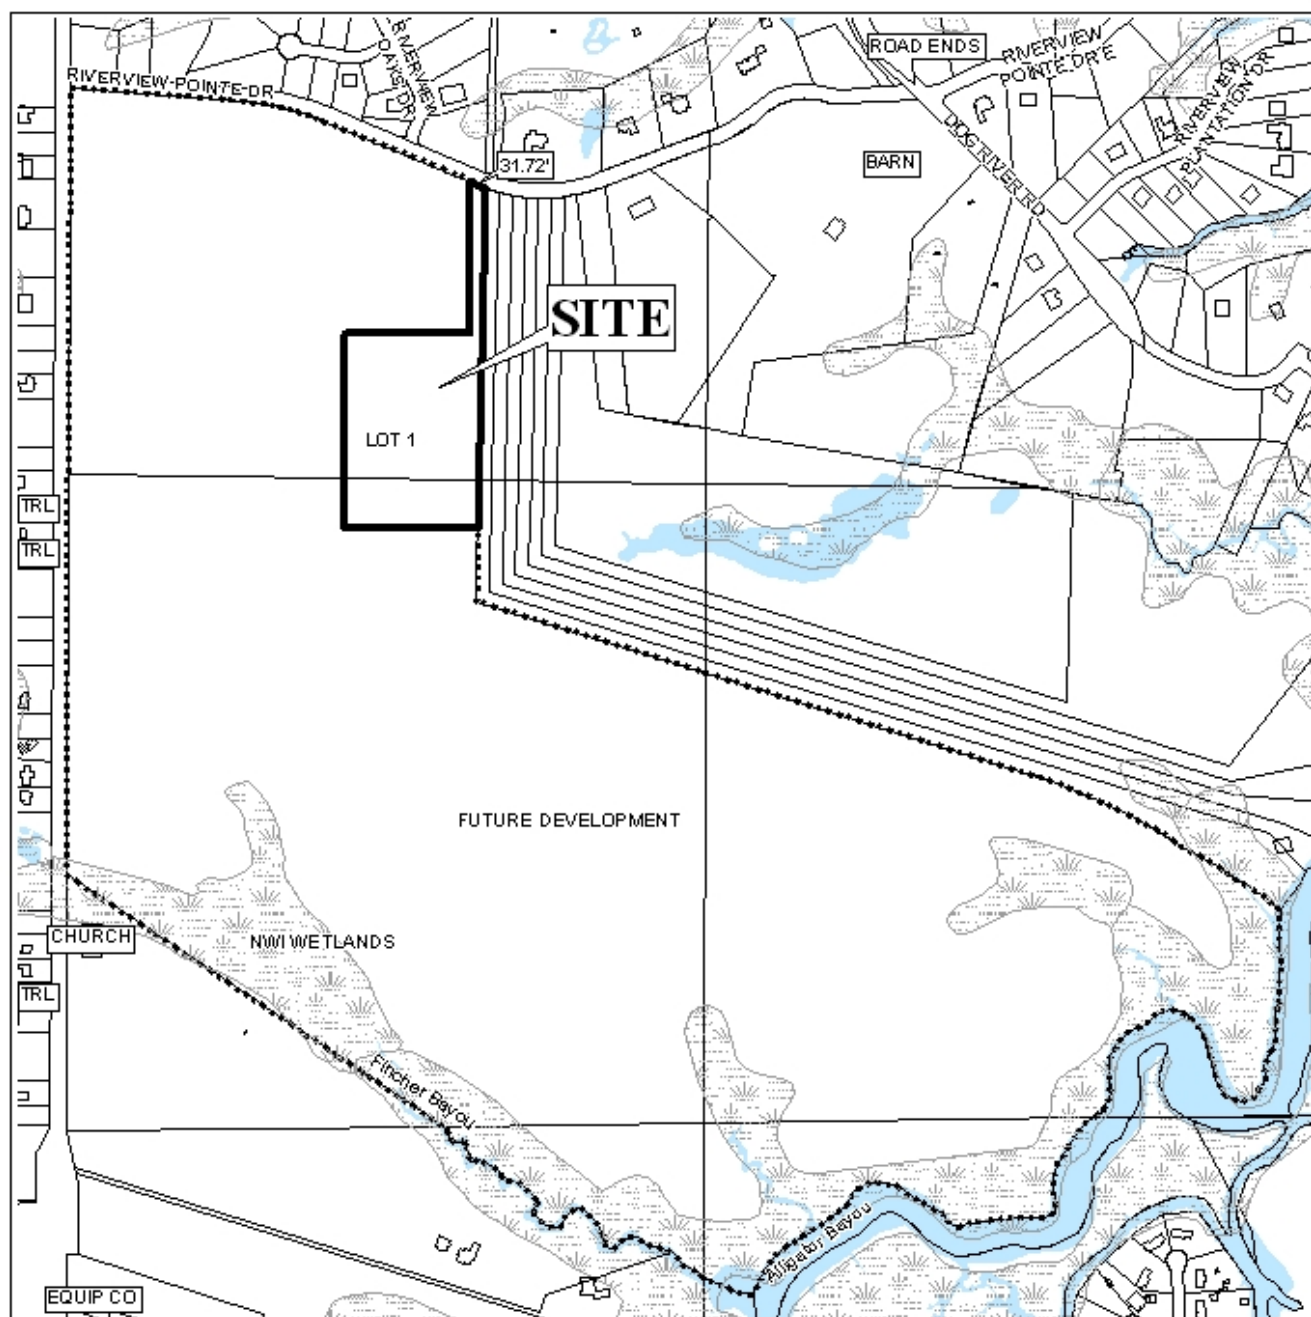 ROAD ENDS
RIVERVIEW
POINTE DR E
RIVERVIEW
OAKS DR
RIVERVIEW POINTE DR
RIVERVIEW
PLANTATION DR
DOG RIVER RD
BARN
31.72'
SITE
LOT 1
TRL
TRL
FUTURE DEVELOPMENT
CHURCH
NWI WETLANDS
TRL
Fincher Bayou
Alligator Bayou
EQUIP CO